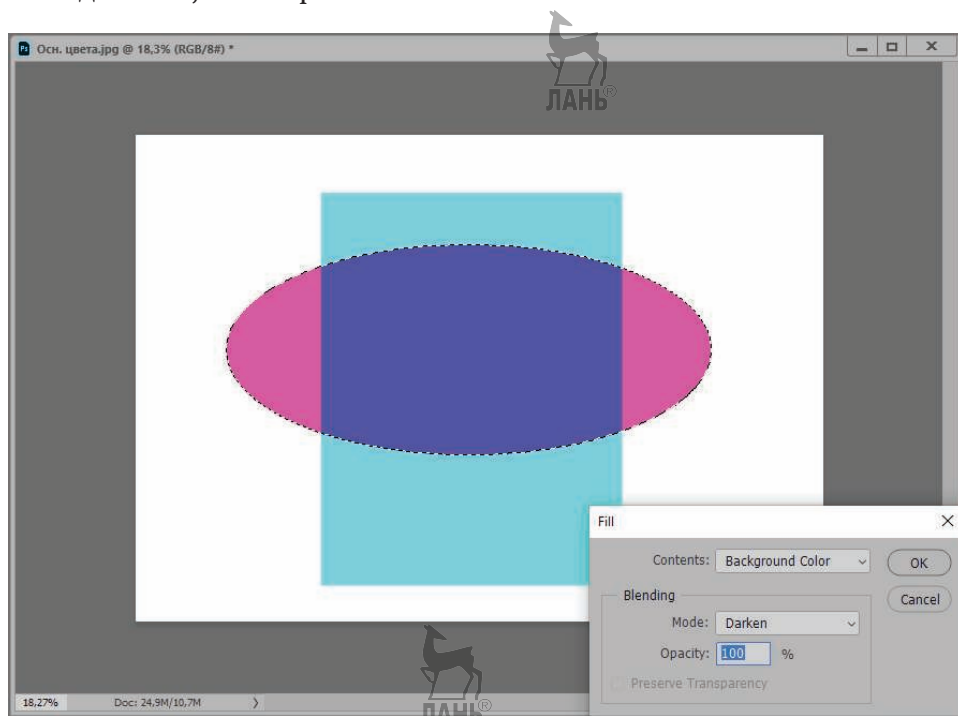 Осн. цвета.jpg @ 18,3% (RGB/8#) *
ЛАНЬ®
Fill
Contents: Background Color
OK
Blending
Cancel
Mode: Darken
Opacity: 100 %
Preserve Transparency
18,27% Doc: 24,9M/10,7M
ЛАНЬ®